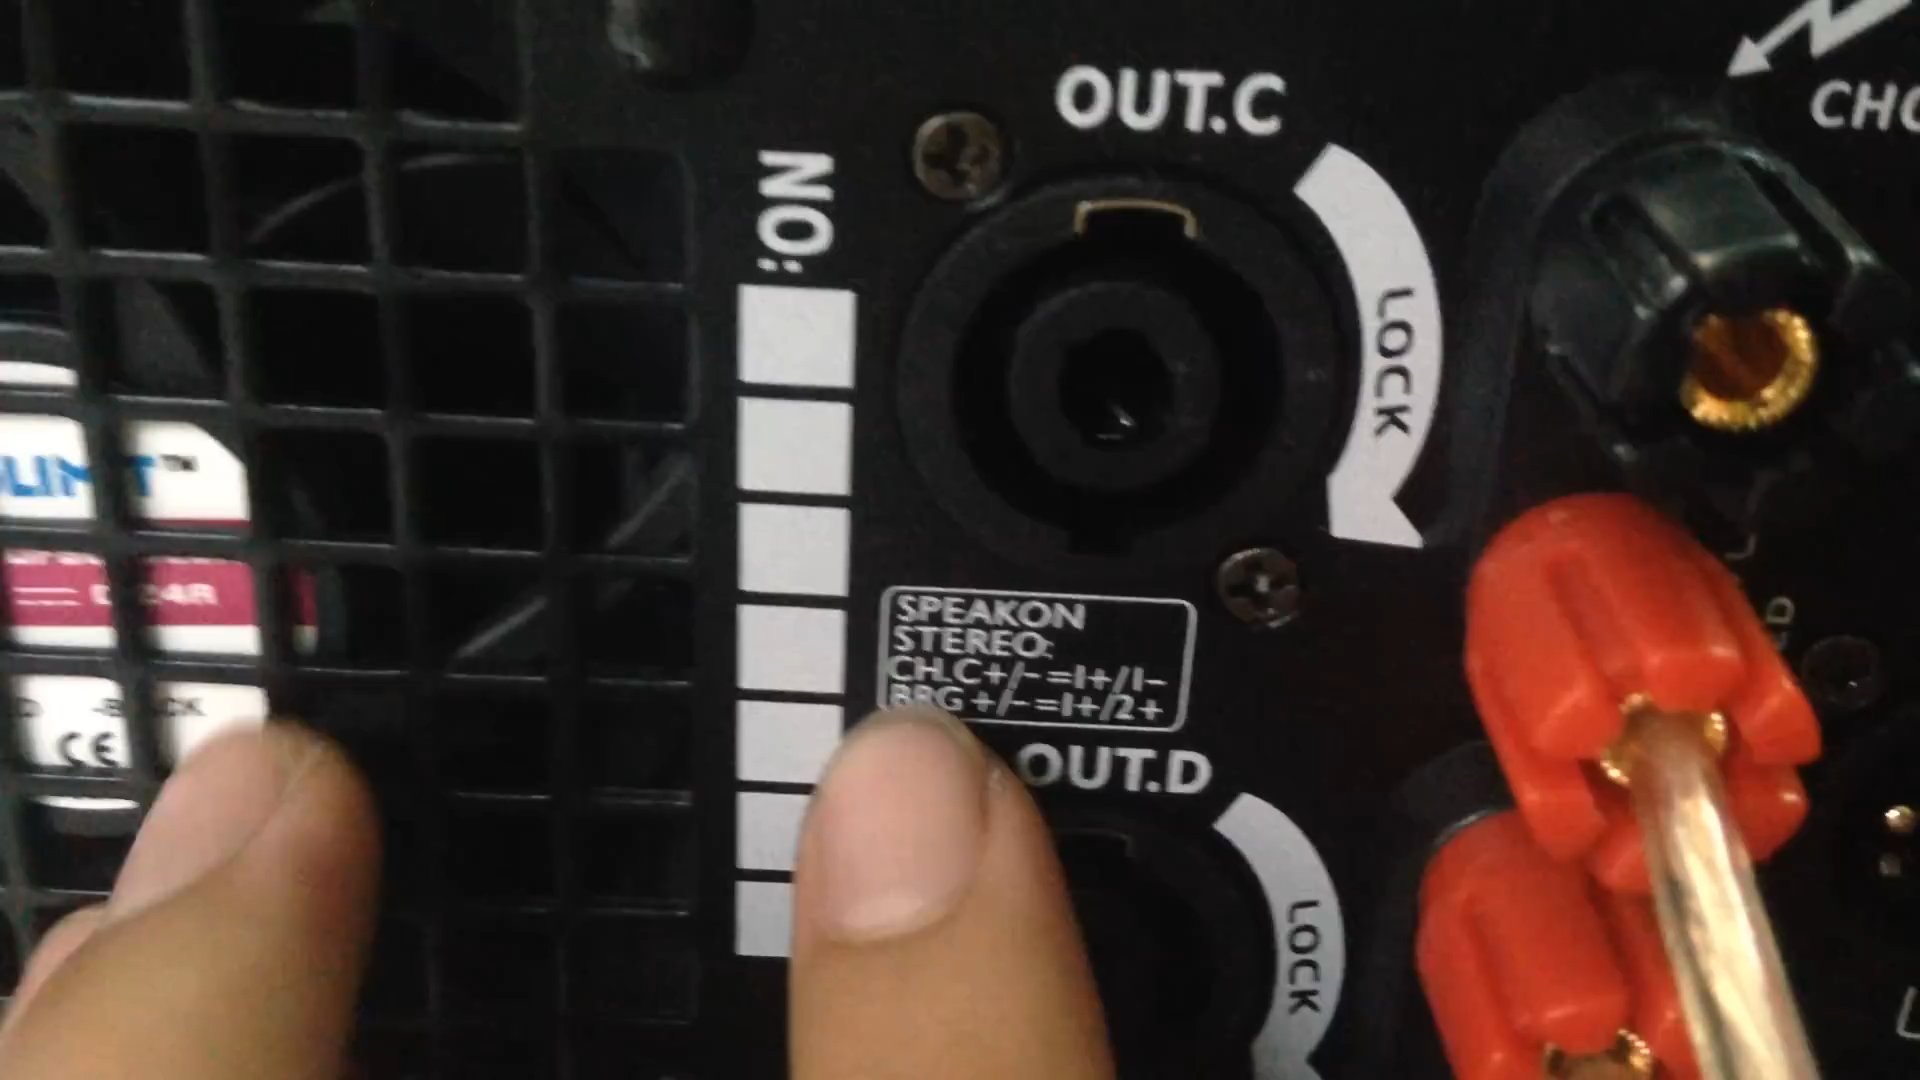 OUT.C
NO:
LOCK
SPEAKON
STEREO:
CH.C+/-=1+/1-
BRG+/-=1+/2+
OUT.D
LOCK
CE